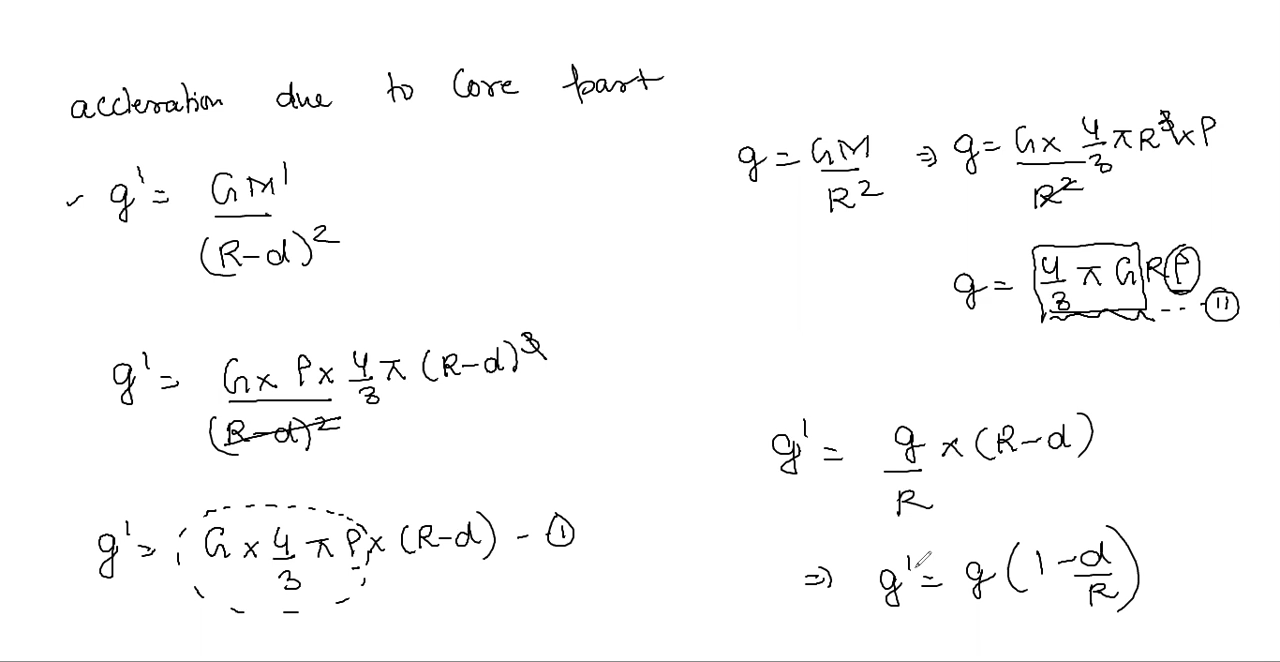 accleration due to Core part
g' = GM' / (R-d)²
g' = G x ρ x 4/3 π (R-d)³ / (R-d)²
g' = G x 4/3 π ρ x (R-d) - ①
g = GM / R² ⇒ g = G x 4/3 π R³ x ρ / R²
g = 4/3 π G R ρ --- ⑪
g' = g/R x (R-d)
⇒ g' = g (1 - d/R)